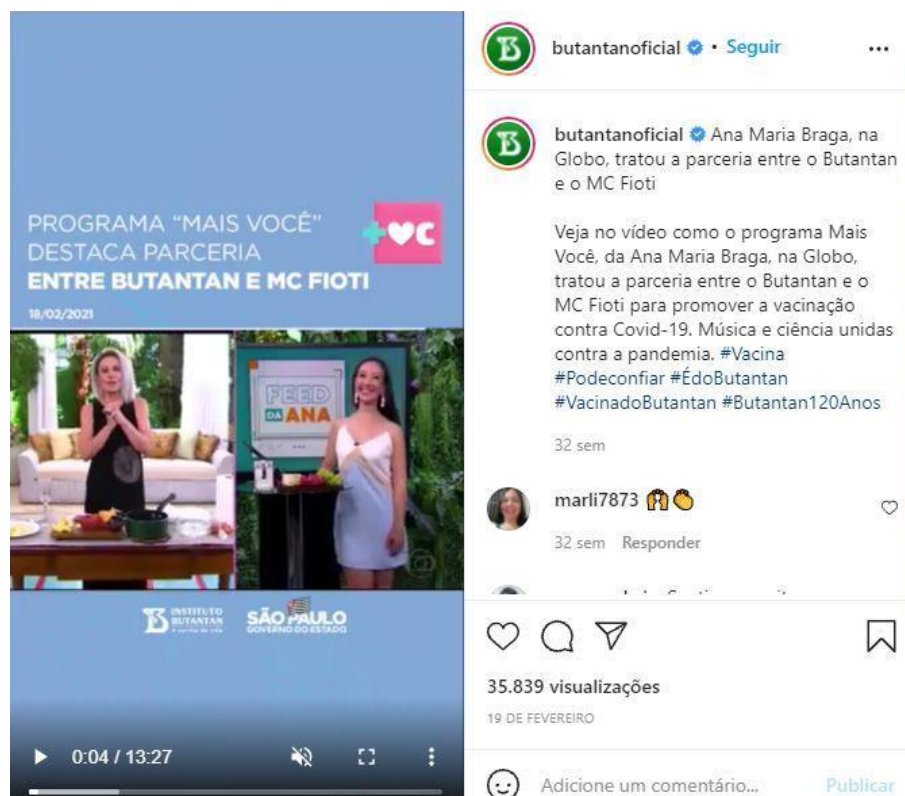 PROGRAMA “MAIS VOCÊ”
DESTACA PARCERIA
ENTRE BUTANTAN E MC FIOTI
18/02/2021
+ C
FEED
DA ANA
INSTITUTO
BUTANTAN
SÃO PAULO
GOVERNO DO ESTADO
0:04 / 13:27
butantanoficial • Seguir
butantanoficial Ana Maria Braga, na
Globo, tratou a parceria entre o Butantan
e o MC Fioti
Veja no vídeo como o programa Mais
Você, da Ana Maria Braga, na Globo,
tratou a parceria entre o Butantan e o
MC Fioti para promover a vacinação
contra Covid-19. Música e ciência unidas
contra a pandemia. #Vacina
#Podeconfiar #ÉdoButantan
#VacinadoButantan #Butantan120Anos
32 sem
marli7873
32 sem Responder
35.839 visualizações
19 DE FEVEREIRO
Adicione um comentário... Publicar